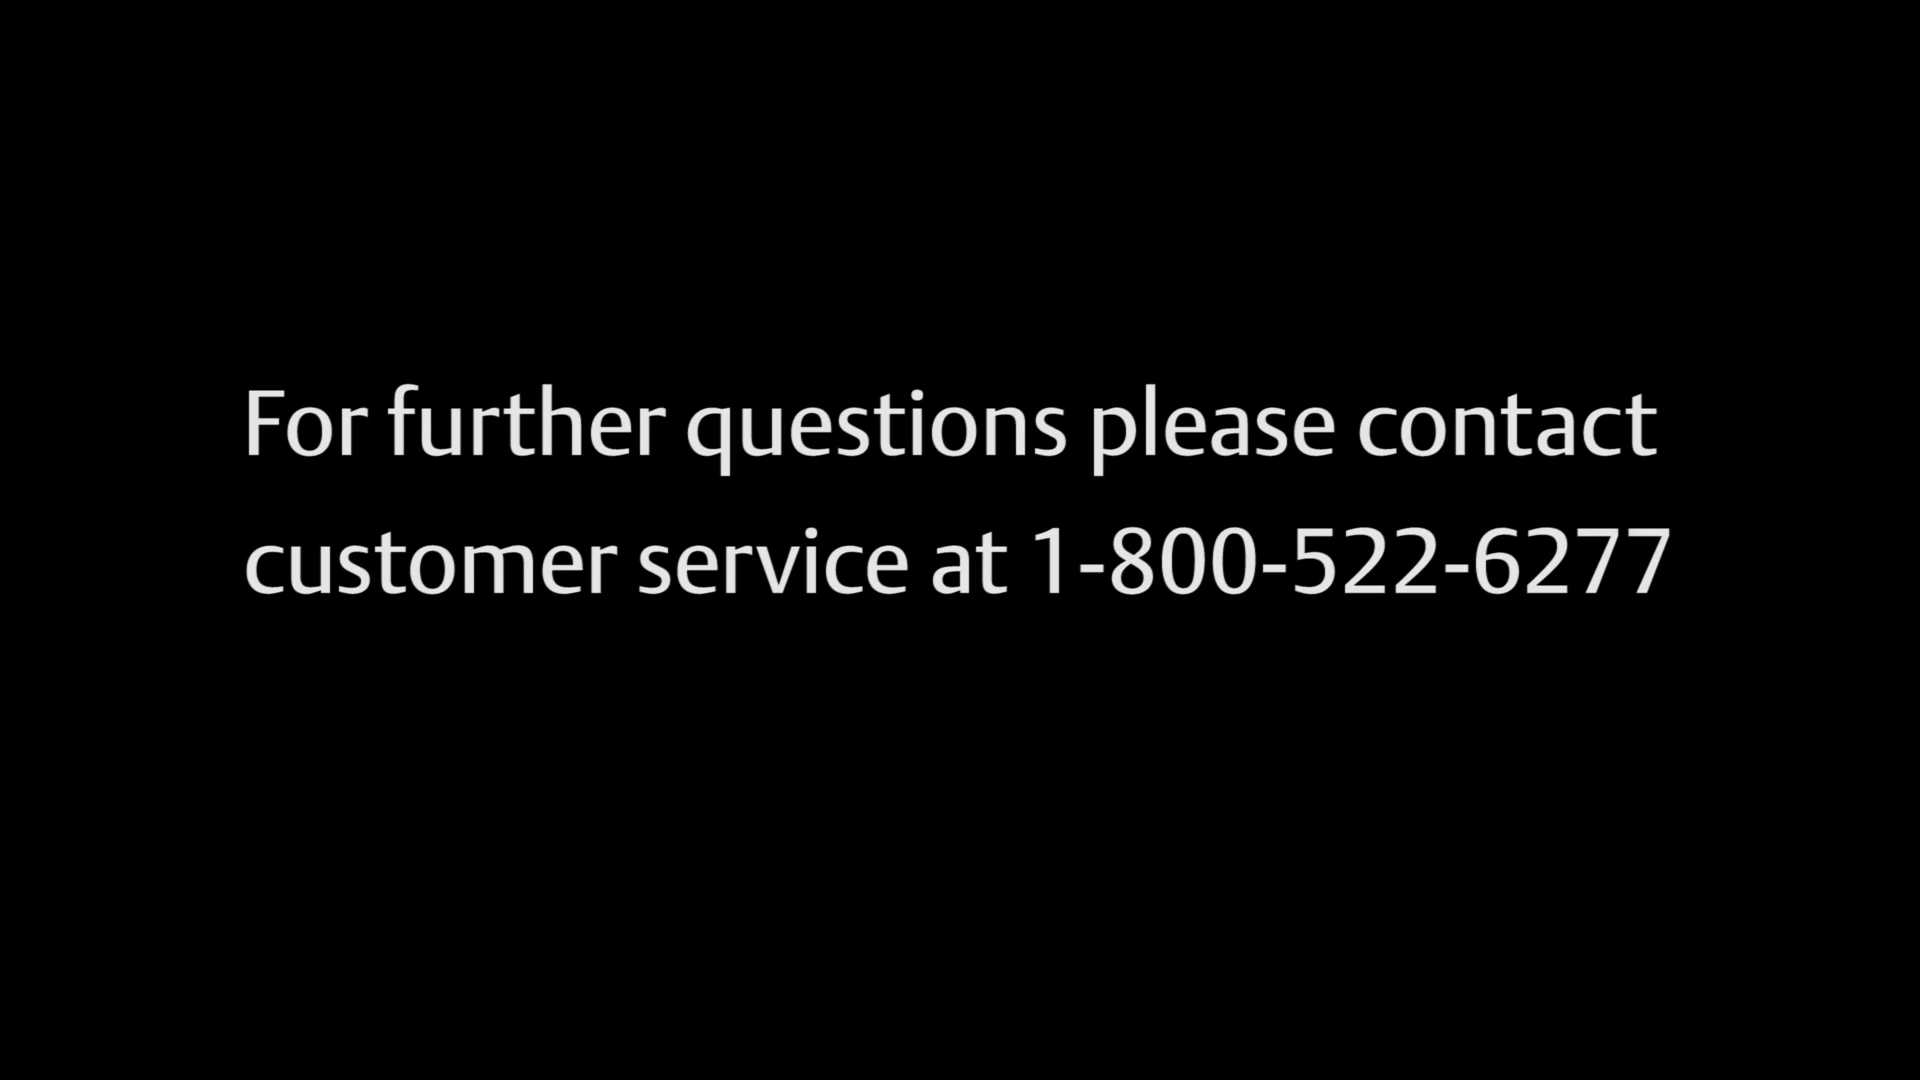 For further questions please contact
customer service at 1-800-522-6277